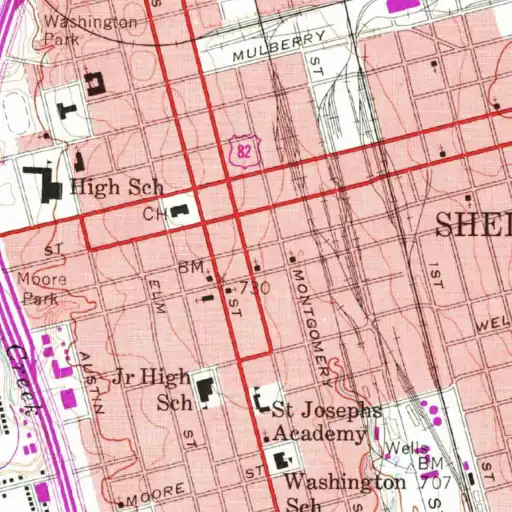 Washington
Park
S
MULBERRY
ST
82
High Sch
CH
SHE
ST
Moore
Park
ELM
BM
730
ST
MONTGOMERY
1ST
WEL
Creek
AUSTIN
Jr High
Sch
St Josephs
Academy
ST
Wells
BM
707
MOORE
ST
Washington
Sch
ST
S